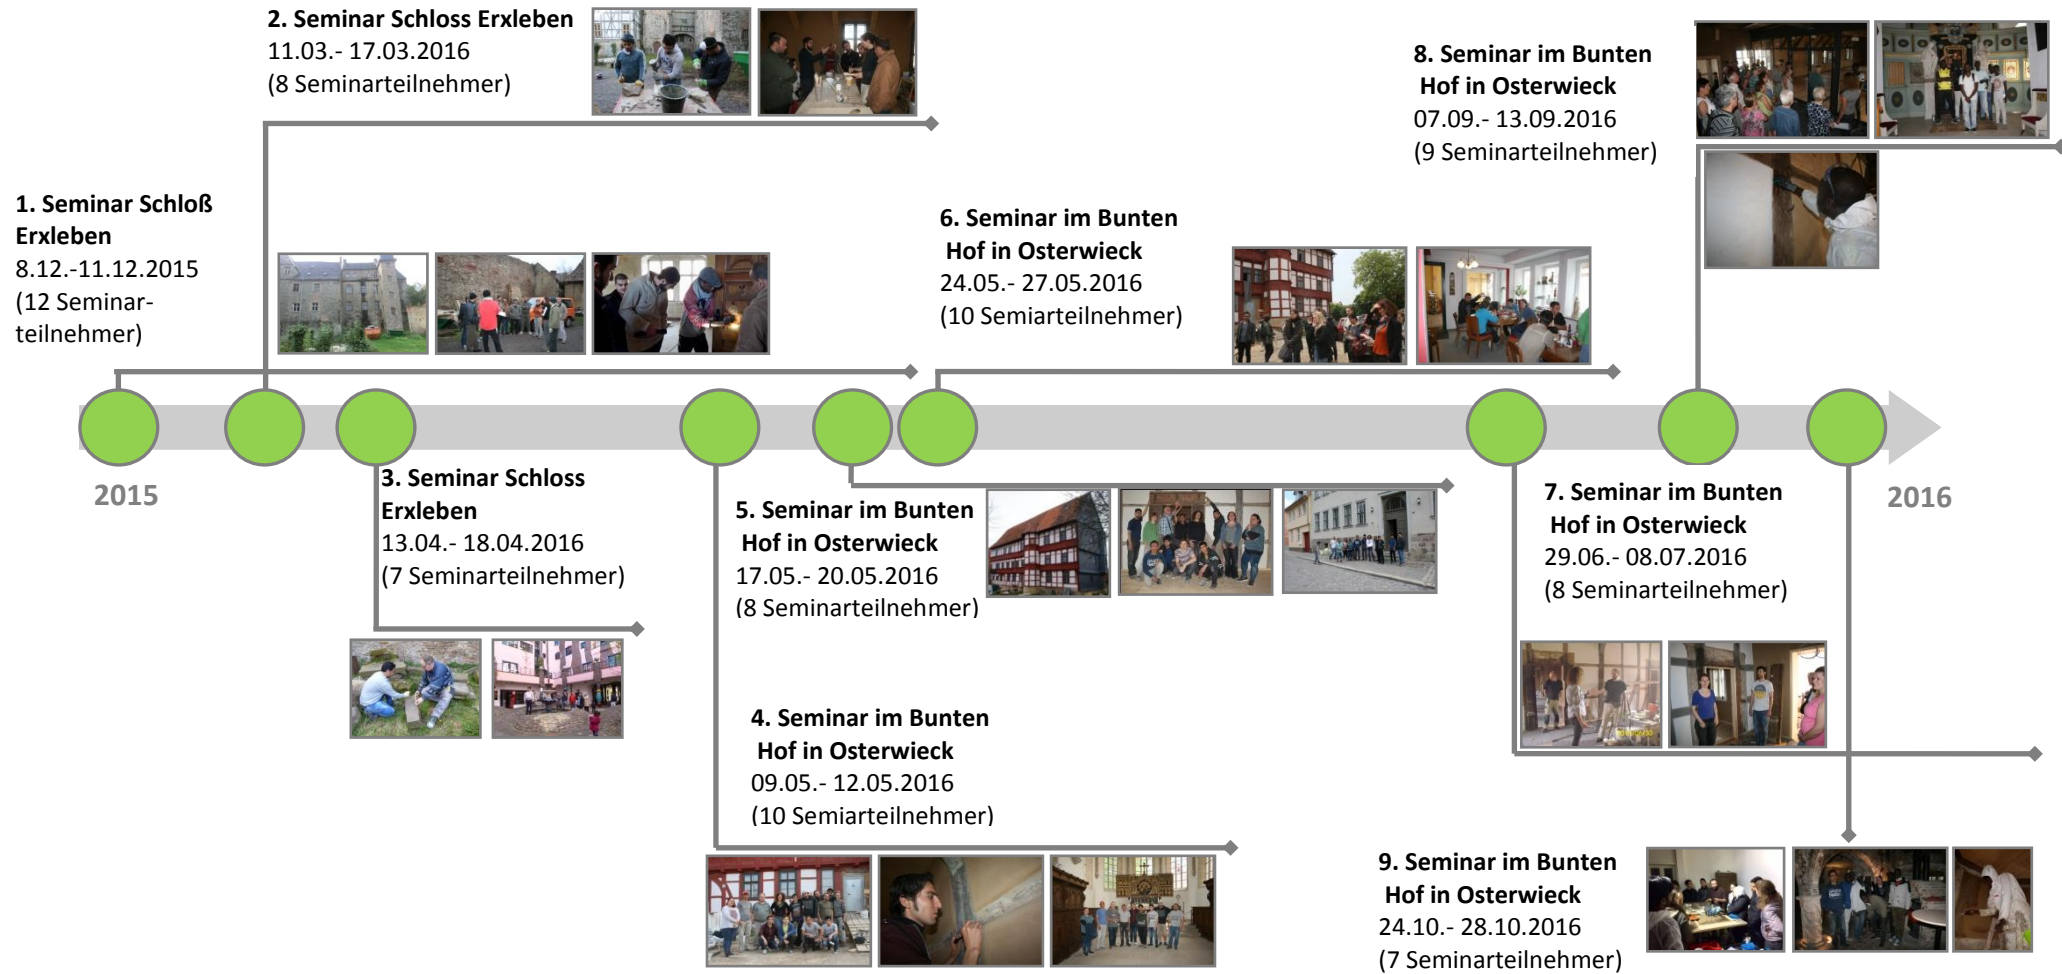 2. Seminar Schloss Erxleben
11.03.- 17.03.2016
(8 Seminarteilnehmer)
8. Seminar im Bunten
Hof in Osterwieck
07.09.- 13.09.2016
(9 Seminarteilnehmer)
1. Seminar Schloß
Erxleben
8.12.-11.12.2015
(12 Seminar-
teilnehmer)
6. Seminar im Bunten
Hof in Osterwieck
24.05.- 27.05.2016
(10 Semiarteilnehmer)
2015
3. Seminar Schloss
Erxleben
13.04.- 18.04.2016
(7 Seminarteilnehmer)
5. Seminar im Bunten
Hof in Osterwieck
17.05.- 20.05.2016
(8 Seminarteilnehmer)
7. Seminar im Bunten
Hof in Osterwieck
29.06.- 08.07.2016
(8 Seminarteilnehmer)
2016
4. Seminar im Bunten
Hof in Osterwieck
09.05.- 12.05.2016
(10 Semiarteilnehmer)
9. Seminar im Bunten
Hof in Osterwieck
24.10.- 28.10.2016
(7 Seminarteilnehmer)